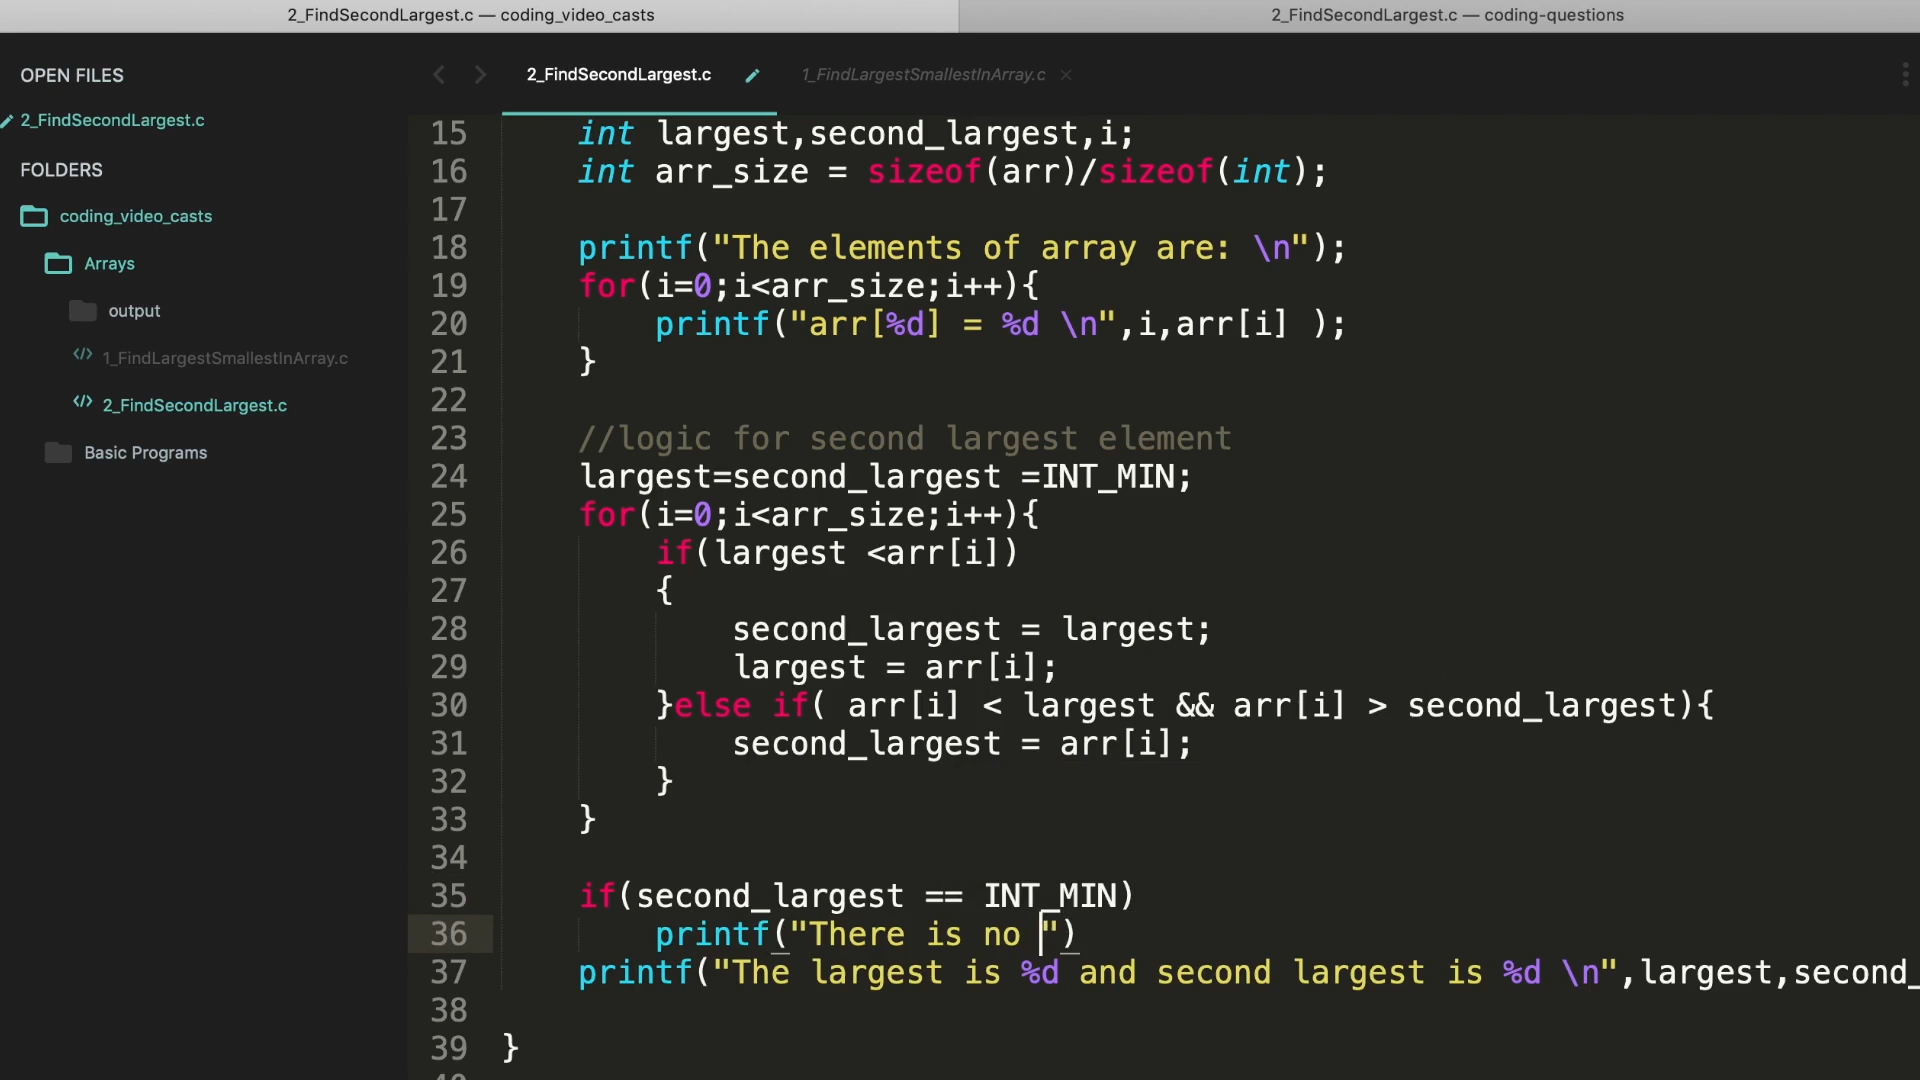 2_FindSecondLargest.c — coding_video_casts
2_FindSecondLargest.c — coding-questions
OPEN FILES
2_FindSecondLargest.c
FOLDERS
coding_video_casts
Arrays
output
1_FindLargestSmallestInArray.c
2_FindSecondLargest.c
Basic Programs
2_FindSecondLargest.c
1_FindLargestSmallestInArray.c
15 int largest,second_largest,i;
16 int arr_size = sizeof(arr)/sizeof(int);
17
18 printf("The elements of array are: \n");
19 for(i=0;i<arr_size;i++){
20 printf("arr[%d] = %d \n",i,arr[i] );
21 }
22
23 //logic for second largest element
24 largest=second_largest =INT_MIN;
25 for(i=0;i<arr_size;i++){
26 if(largest <arr[i])
27 {
28 second_largest = largest;
29 largest = arr[i];
30 }else if( arr[i] < largest && arr[i] > second_largest){
31 second_largest = arr[i];
32 }
33 }
34
35 if(second_largest == INT_MIN)
36 printf("There is no ")
37 printf("The largest is %d and second largest is %d \n",largest,second_
38
39 }